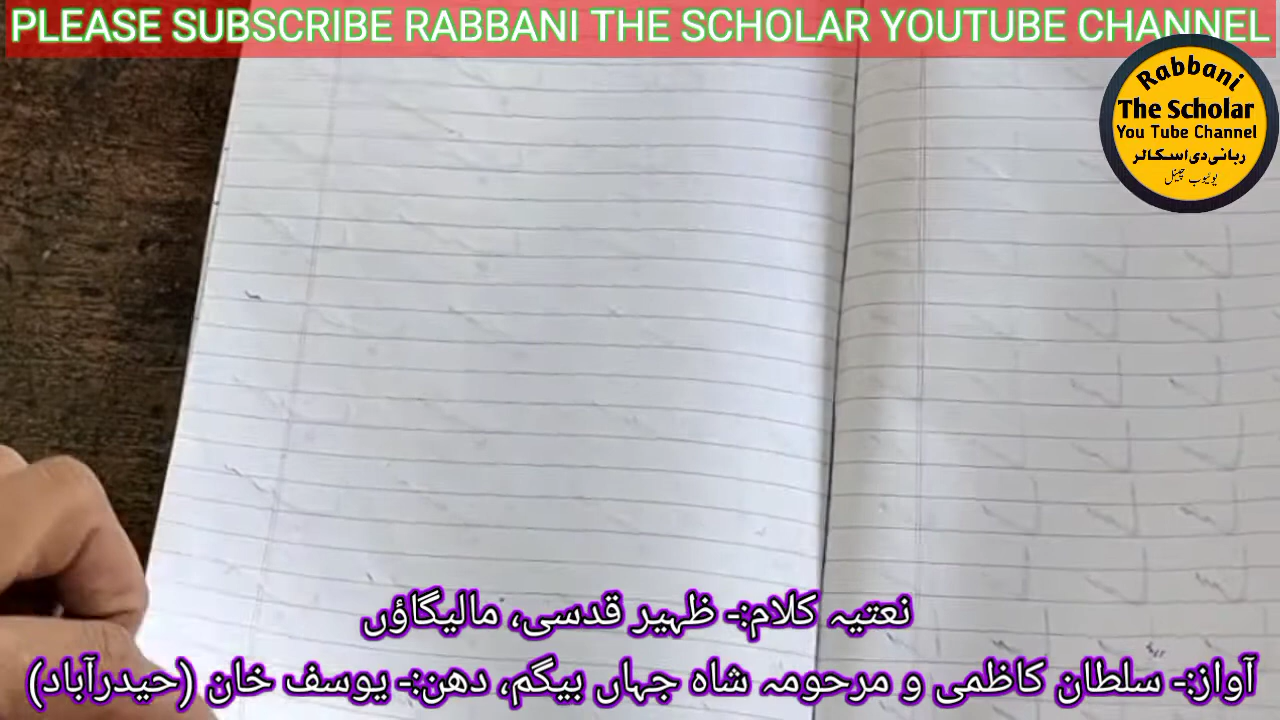 PLEASE SUBSCRIBE RABBANI THE SCHOLAR YOUTUBE CHANNEL
Rabbani
The Scholar
You Tube Channel
ربانی دی اسکالر
یوٹیوب چینل
نعتیہ کلام:- ظہیر قدسی، مالیگاؤں
آواز:- سلطان کاظمی و مرحومہ شاہ جہاں بیگم، دھن:- یوسف خان (حیدرآباد)